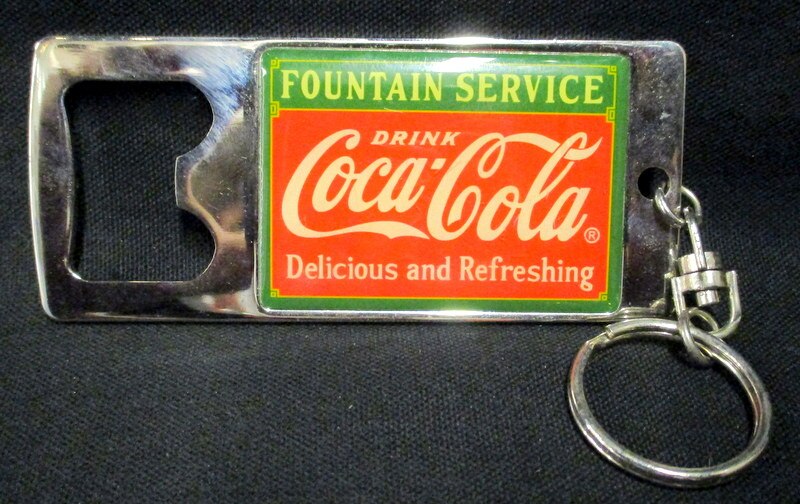 FOUNTAIN SERVICE
DRINK
Coca-Cola®
Delicious and Refreshing